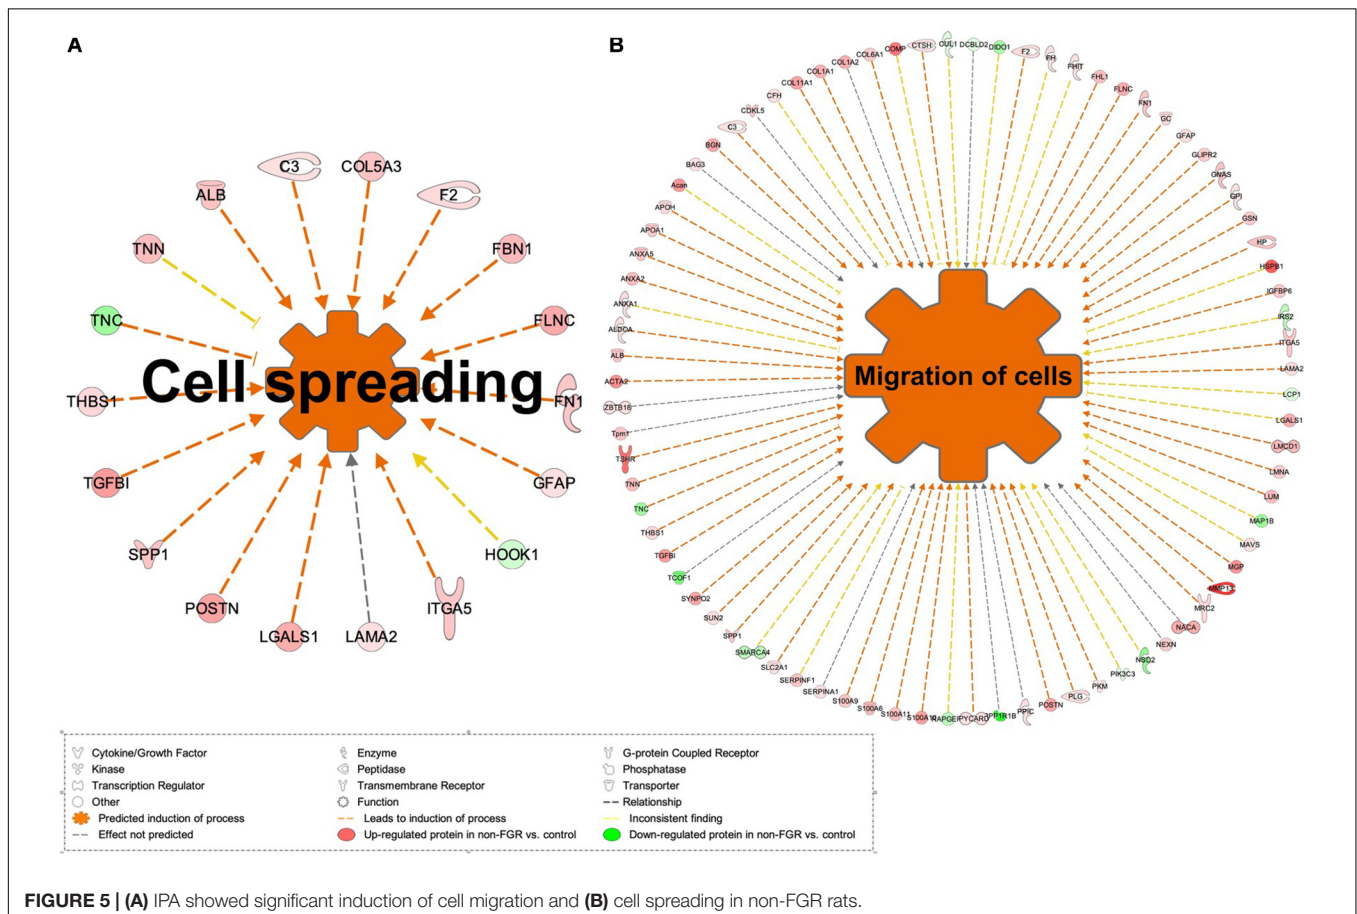 A
B
C3
COL5A3
ALB
F2
TNN
FBN1
TNC
FLNC
Cell spreading
THBS1
FN1
TGFBI
GFAP
SPP1
HOOK1
POSTN
ITGA5
LGALS1
LAMA2
COMP
CTSH
CUL1
DCBLD2
DIDO1
F2
FH
FHIT
FHL1
FLNC
FN1
GC
GFAP
GLIPR2
GNAS
GPI
GSN
HP
HSPB1
IGFBP6
IRS2
ITGA5
LAMA2
LCP1
LGALS1
LMCD1
LMNA
LUM
MAP1B
MAVS
MGP
MMP13
MRC2
NACA
NEXN
NSD2
PIK3C3
PKM
PLG
POSTN
PPIC
PPP1R1B
PYCARD
S100A11
S100A6
S100A9
SERPINA1
SERPINF1
SLC2A1
SMARCA4
SPP1
SUN2
SYNPO2
TCOF1
TGFBI
THBS1
TNC
TNN
TSHR
Tpm1
ZBTB18
ACTA2
ALB
ALDOA
ANXA1
ANXA2
ANXA5
APOA1
APOH
Acan
BAG3
BGN
C3
CDKL5
CFH
COL11A1
COL1A1
COL1A2
COL6A1
Migration of cells
Cytokine/Growth Factor
Enzyme
G-protein Coupled Receptor
Kinase
Peptidase
Phosphatase
Transcription Regulator
Transmembrane Receptor
Transporter
Other
Function
Relationship
Predicted induction of process
Leads to induction of process
Inconsistent finding
Effect not predicted
Up-regulated protein in non-FGR vs. control
Down-regulated protein in non-FGR vs. control
FIGURE 5 | (A) IPA showed significant induction of cell migration and (B) cell spreading in non-FGR rats.